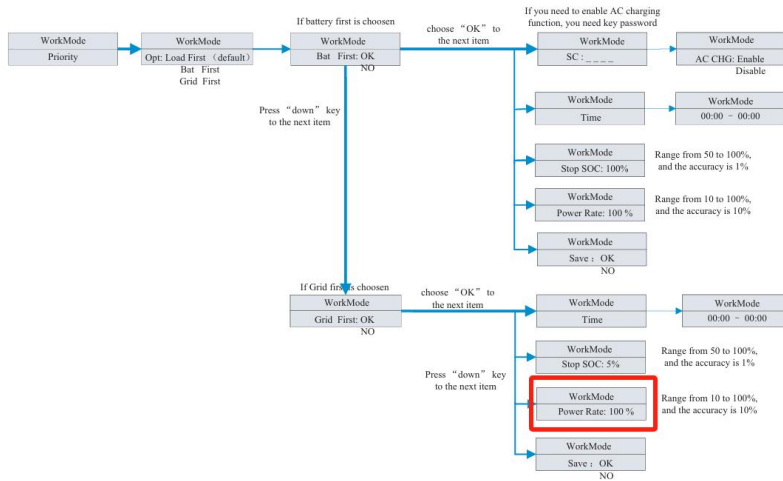 If you need to enable AC charging
function, you need key password
If battery first is choosen
choose “OK” to
the next item
WorkMode
Priority
WorkMode
Opt: Load First （default）
Bat First
Grid First
WorkMode
Bat First: OK
NO
WorkMode
SC : _ _ _ _
WorkMode
AC CHG: Enable
Disable
Press “down” key
to the next item
WorkMode
Time
WorkMode
00:00 - 00:00
WorkMode
Stop SOC: 100%
Range from 50 to 100%,
and the accuracy is 1%
WorkMode
Power Rate: 100 %
Range from 10 to 100%,
and the accuracy is 10%
WorkMode
Save : OK
NO
If Grid first is choosen
choose “OK” to
the next item
WorkMode
Grid First: OK
NO
WorkMode
Time
WorkMode
00:00 - 00:00
Press “down” key
to the next item
WorkMode
Stop SOC: 5%
Range from 50 to 100%,
and the accuracy is 1%
WorkMode
Power Rate: 100 %
Range from 10 to 100%,
and the accuracy is 10%
WorkMode
Save : OK
NO